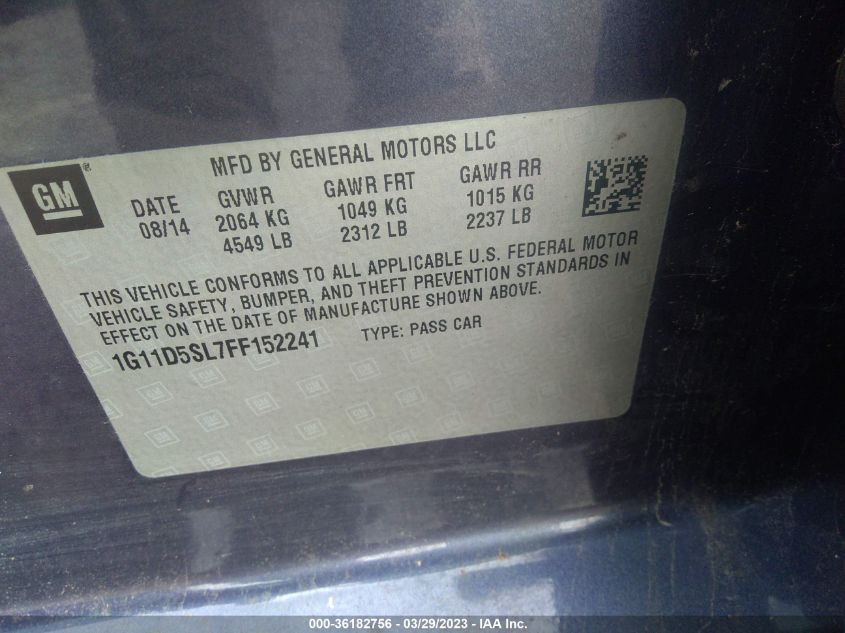 MFD BY GENERAL MOTORS LLC
GM®
DATE GVWR GAWR FRT GAWR RR
08/14 2064 KG 1049 KG 1015 KG
4549 LB 2312 LB 2237 LB
THIS VEHICLE CONFORMS TO ALL APPLICABLE U.S. FEDERAL MOTOR
VEHICLE SAFETY, BUMPER, AND THEFT PREVENTION STANDARDS IN
EFFECT ON THE DATE OF MANUFACTURE SHOWN ABOVE.
1G11D5SL7FF152241 TYPE: PASS CAR
000-36182756 - 03/29/2023 - IAA Inc.